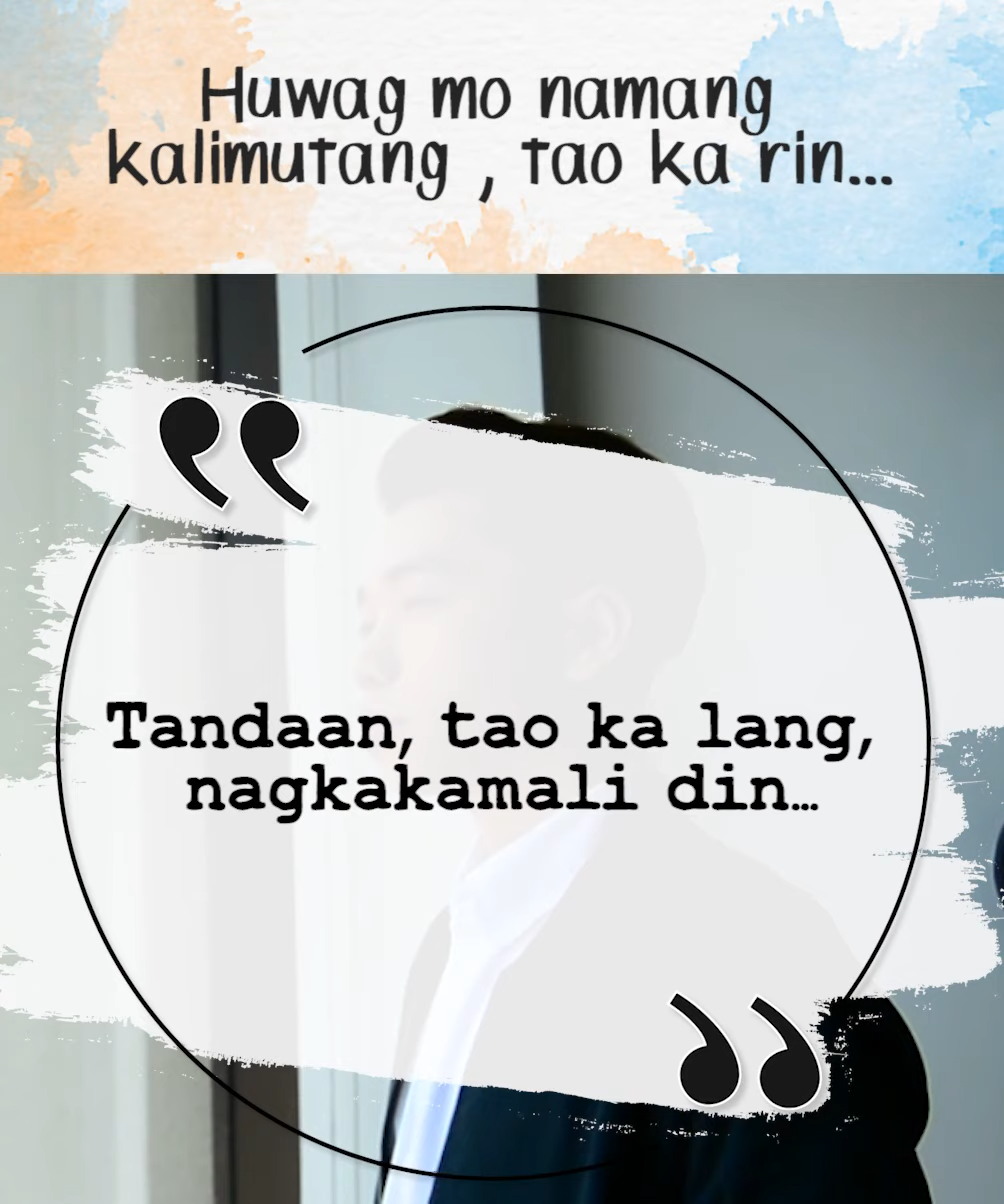 Huwag mo namang
kalimutang , tao ka rin...
Tandaan, tao ka lang,
nagkakamali din...